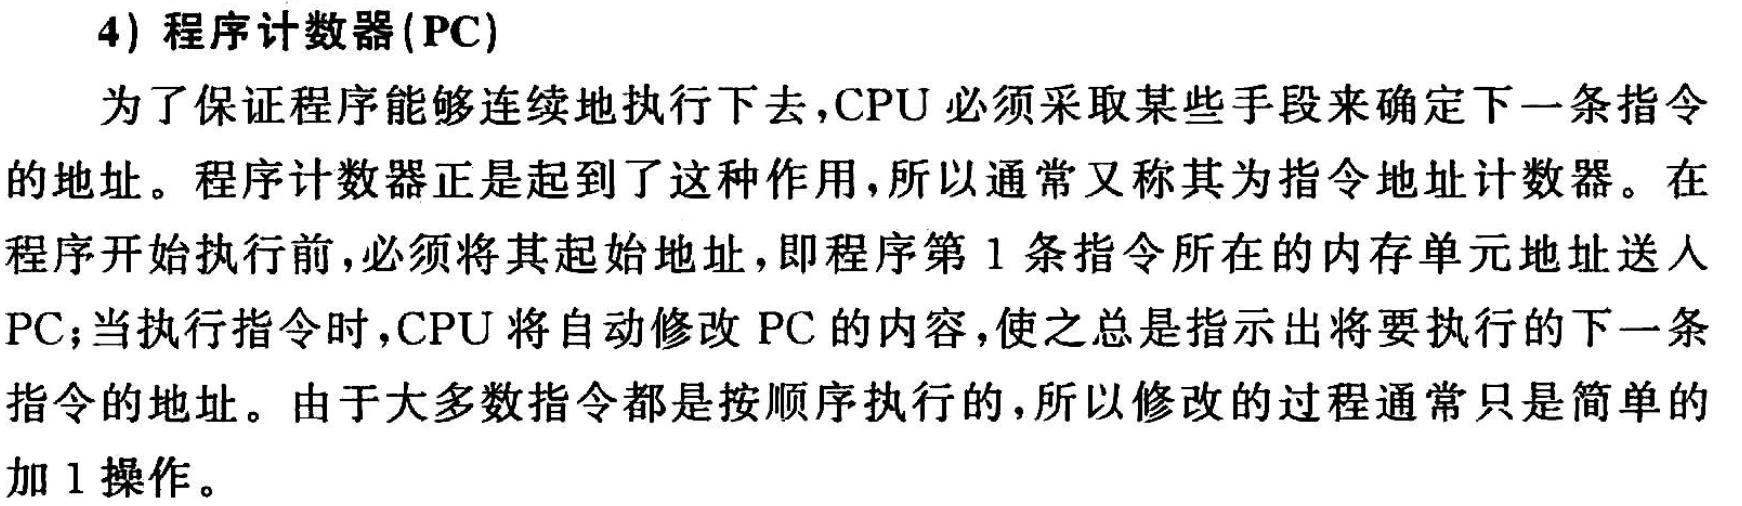 4) 程序计数器(PC)
为了保证程序能够连续地执行下去,CPU 必须采取某些手段来确定下一条指令
的地址。程序计数器正是起到了这种作用,所以通常又称其为指令地址计数器。在
程序开始执行前,必须将其起始地址,即程序第 1 条指令所在的内存单元地址送入
PC;当执行指令时,CPU 将自动修改 PC 的内容,使之总是指示出将要执行的下一条
指令的地址。由于大多数指令都是按顺序执行的,所以修改的过程通常只是简单的
加 1 操作。